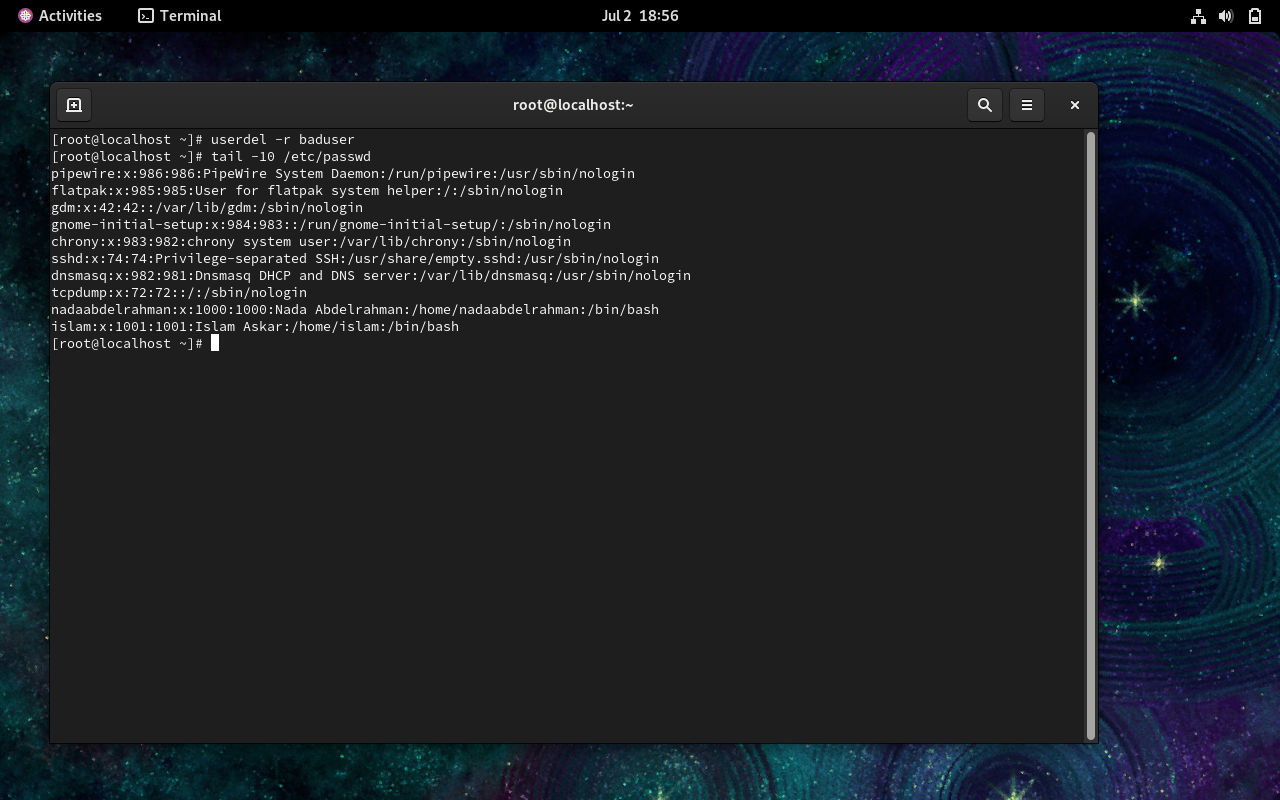 Activities Terminal Jul 2 18:56
root@localhost:~
[root@localhost ~]# userdel -r baduser
[root@localhost ~]# tail -10 /etc/passwd
pipewire:x:986:986:PipeWire System Daemon:/run/pipewire:/usr/sbin/nologin
flatpak:x:985:985:User for flatpak system helper:/:/sbin/nologin
gdm:x:42:42::/var/lib/gdm:/sbin/nologin
gnome-initial-setup:x:984:983::/run/gnome-initial-setup/:/sbin/nologin
chrony:x:983:982:chrony system user:/var/lib/chrony:/sbin/nologin
sshd:x:74:74:Privilege-separated SSH:/usr/share/empty.sshd:/usr/sbin/nologin
dnsmasq:x:982:981:Dnsmasq DHCP and DNS server:/var/lib/dnsmasq:/usr/sbin/nologin
tcpdump:x:72:72::/:/sbin/nologin
nadaabdelrahman:x:1000:1000:Nada Abdelrahman:/home/nadaabdelrahman:/bin/bash
islam:x:1001:1001:Islam Askar:/home/islam:/bin/bash
[root@localhost ~]#